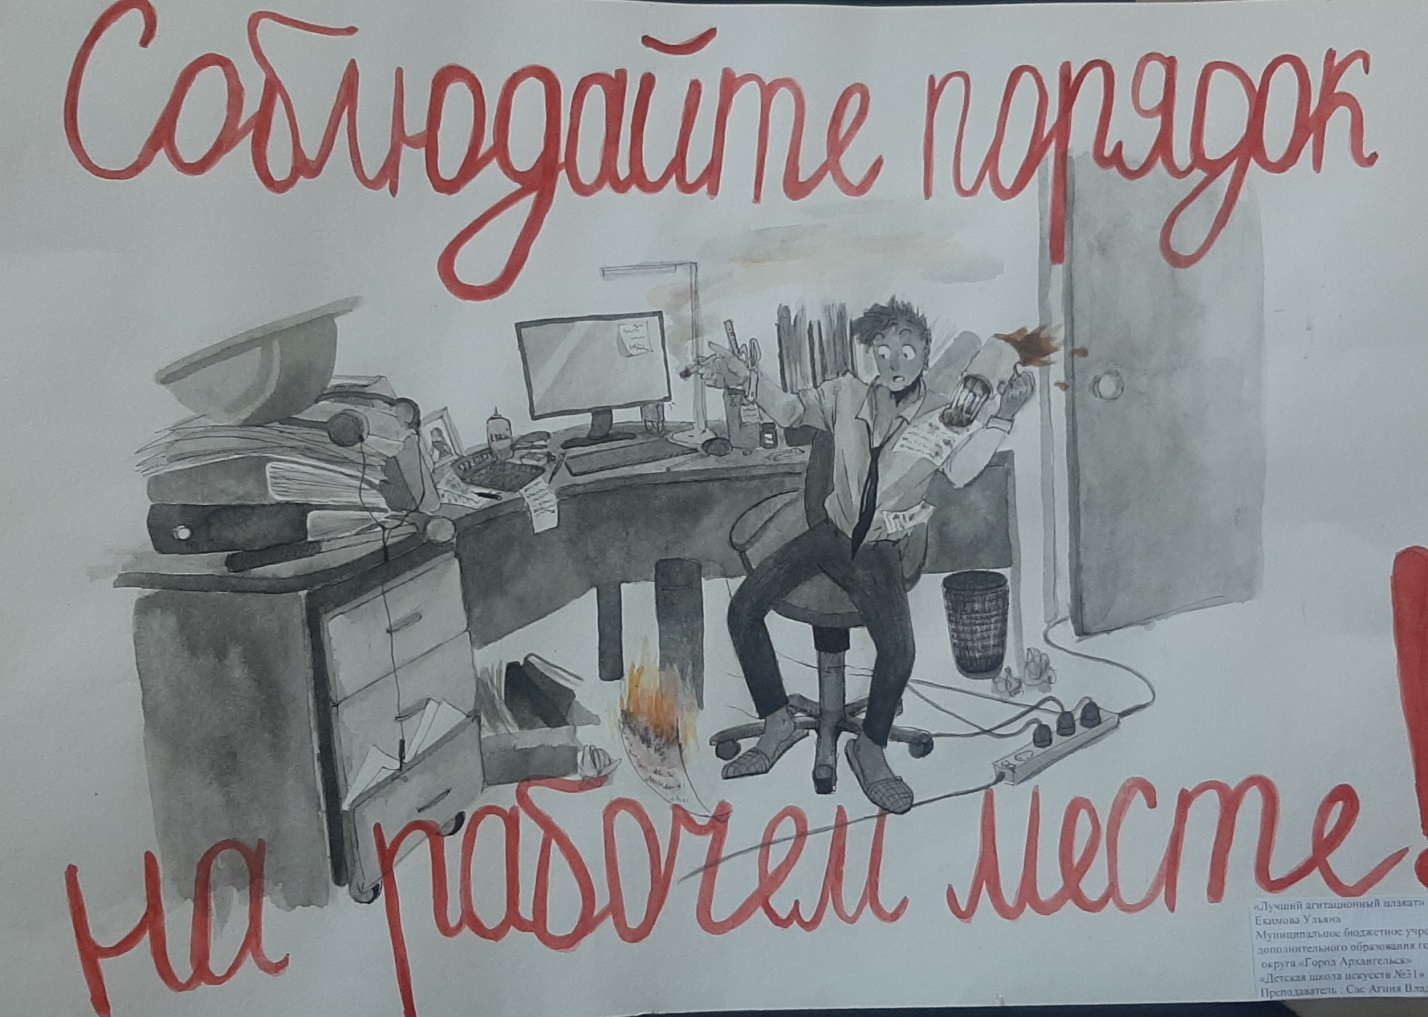 Соблюдайте порядок
на рабочем месте!
«Лучший агитационный плакат»
Екимова Ульяна
Муниципальное бюджетное
дополнительного образования
округа «Город Архангельск»
«Детская школа искусств №31»
Преподаватель : Сас Агния